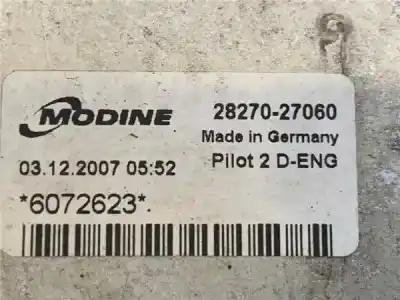 MODINE
28270-27060
Made in Germany
03.12.2007 05:52
Pilot 2 D-ENG
*6072623*